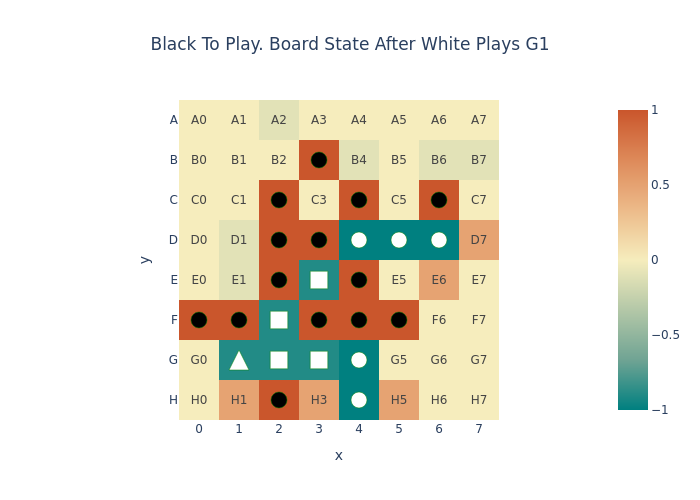 Black To Play. Board State After White Plays G1
A A0 A1 A2 A3 A4 A5 A6 A7
B B0 B1 B2 B4 B5 B6 B7
C C0 C1 C3 C5 C7
D D0 D1 D7
E E0 E1 E5 E6 E7
F F6 F7
G G0 G5 G6 G7
H H0 H1 H3 H5 H6 H7
0 1 2 3 4 5 6 7
x
y
1
0.5
0
−0.5
−1